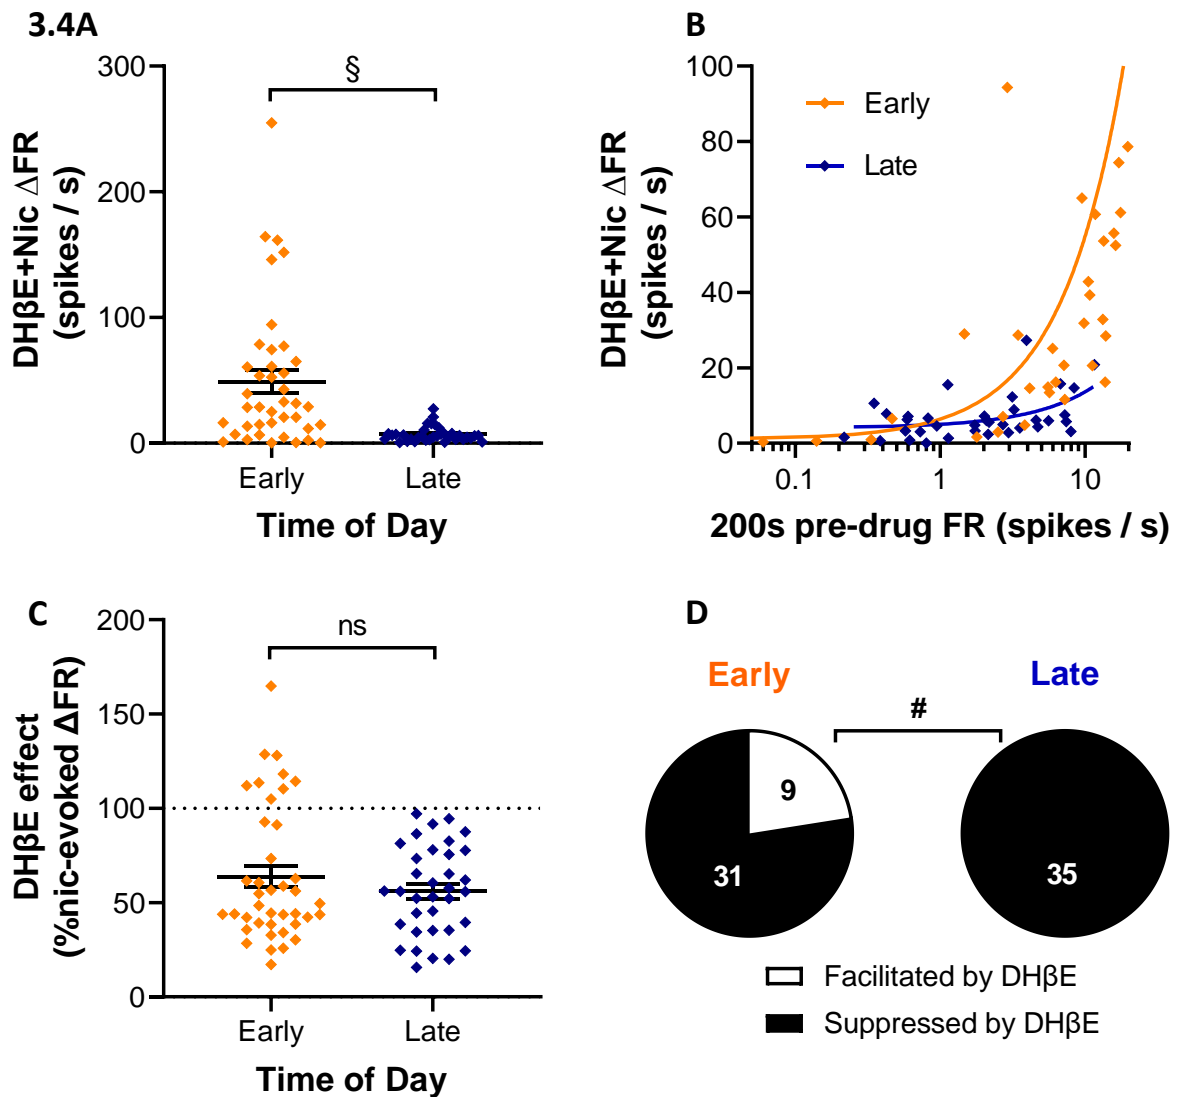 3.4A
300
200
100
0
DHβE+Nic ΔFR
(spikes / s)
§
Early
Late
Time of Day
B
100
80
60
40
20
0
DHβE+Nic ΔFR
(spikes / s)
Early
Late
0.1
1
10
200s pre-drug FR (spikes / s)
C
200
150
100
50
0
DHβE effect
(%nic-evoked ΔFR)
ns
Early
Late
Time of Day
D
Early
Late
#
9
31
35
Facilitated by DHβE
Suppressed by DHβE